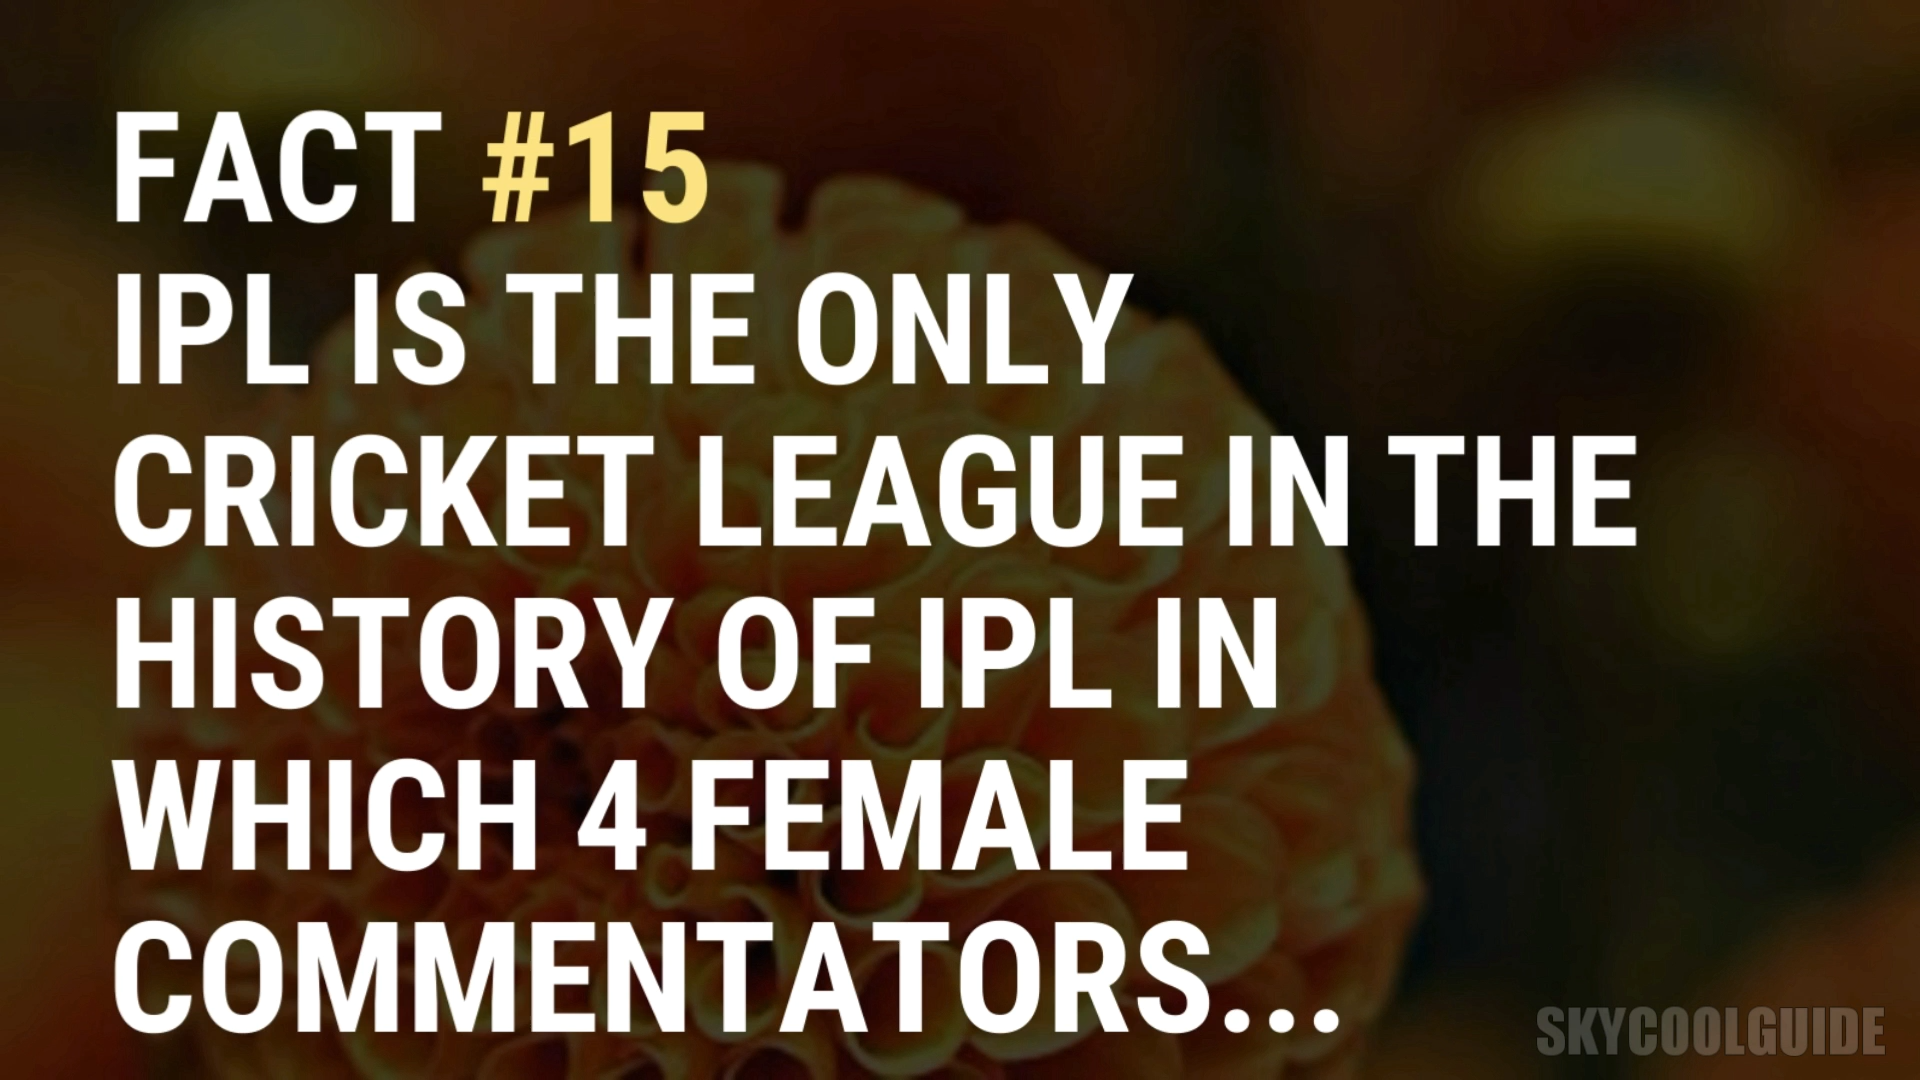 FACT #15
IPL IS THE ONLY
CRICKET LEAGUE IN THE
HISTORY OF IPL IN
WHICH 4 FEMALE
COMMENTATORS...
SKYCOOLGUIDE